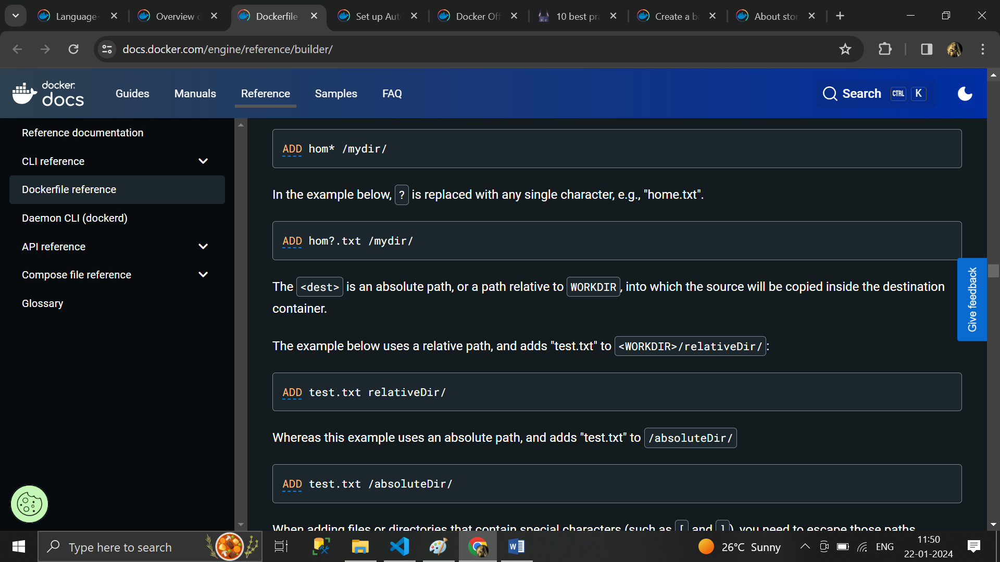 Language-
Overview c
Dockerfile
Set up Aut
Docker Off
10 best pra
Create a ba
About stor
docs.docker.com/engine/reference/builder/
docker
docs
Guides
Manuals
Reference
Samples
FAQ
Search CTRL K
Reference documentation
CLI reference
Dockerfile reference
Daemon CLI (dockerd)
API reference
Compose file reference
Glossary
ADD hom* /mydir/
In the example below, ? is replaced with any single character, e.g., "home.txt".
ADD hom?.txt /mydir/
The <dest> is an absolute path, or a path relative to WORKDIR, into which the source will be copied inside the destination
container.
The example below uses a relative path, and adds "test.txt" to <WORKDIR>/relativeDir/:
ADD test.txt relativeDir/
Whereas this example uses an absolute path, and adds "test.txt" to /absoluteDir/
ADD test.txt /absoluteDir/
When adding files or directories that contain special characters (such as [ and ]), you need to escape those paths
Give feedback
Type here to search
26°C Sunny
ENG
11:50
22-01-2024